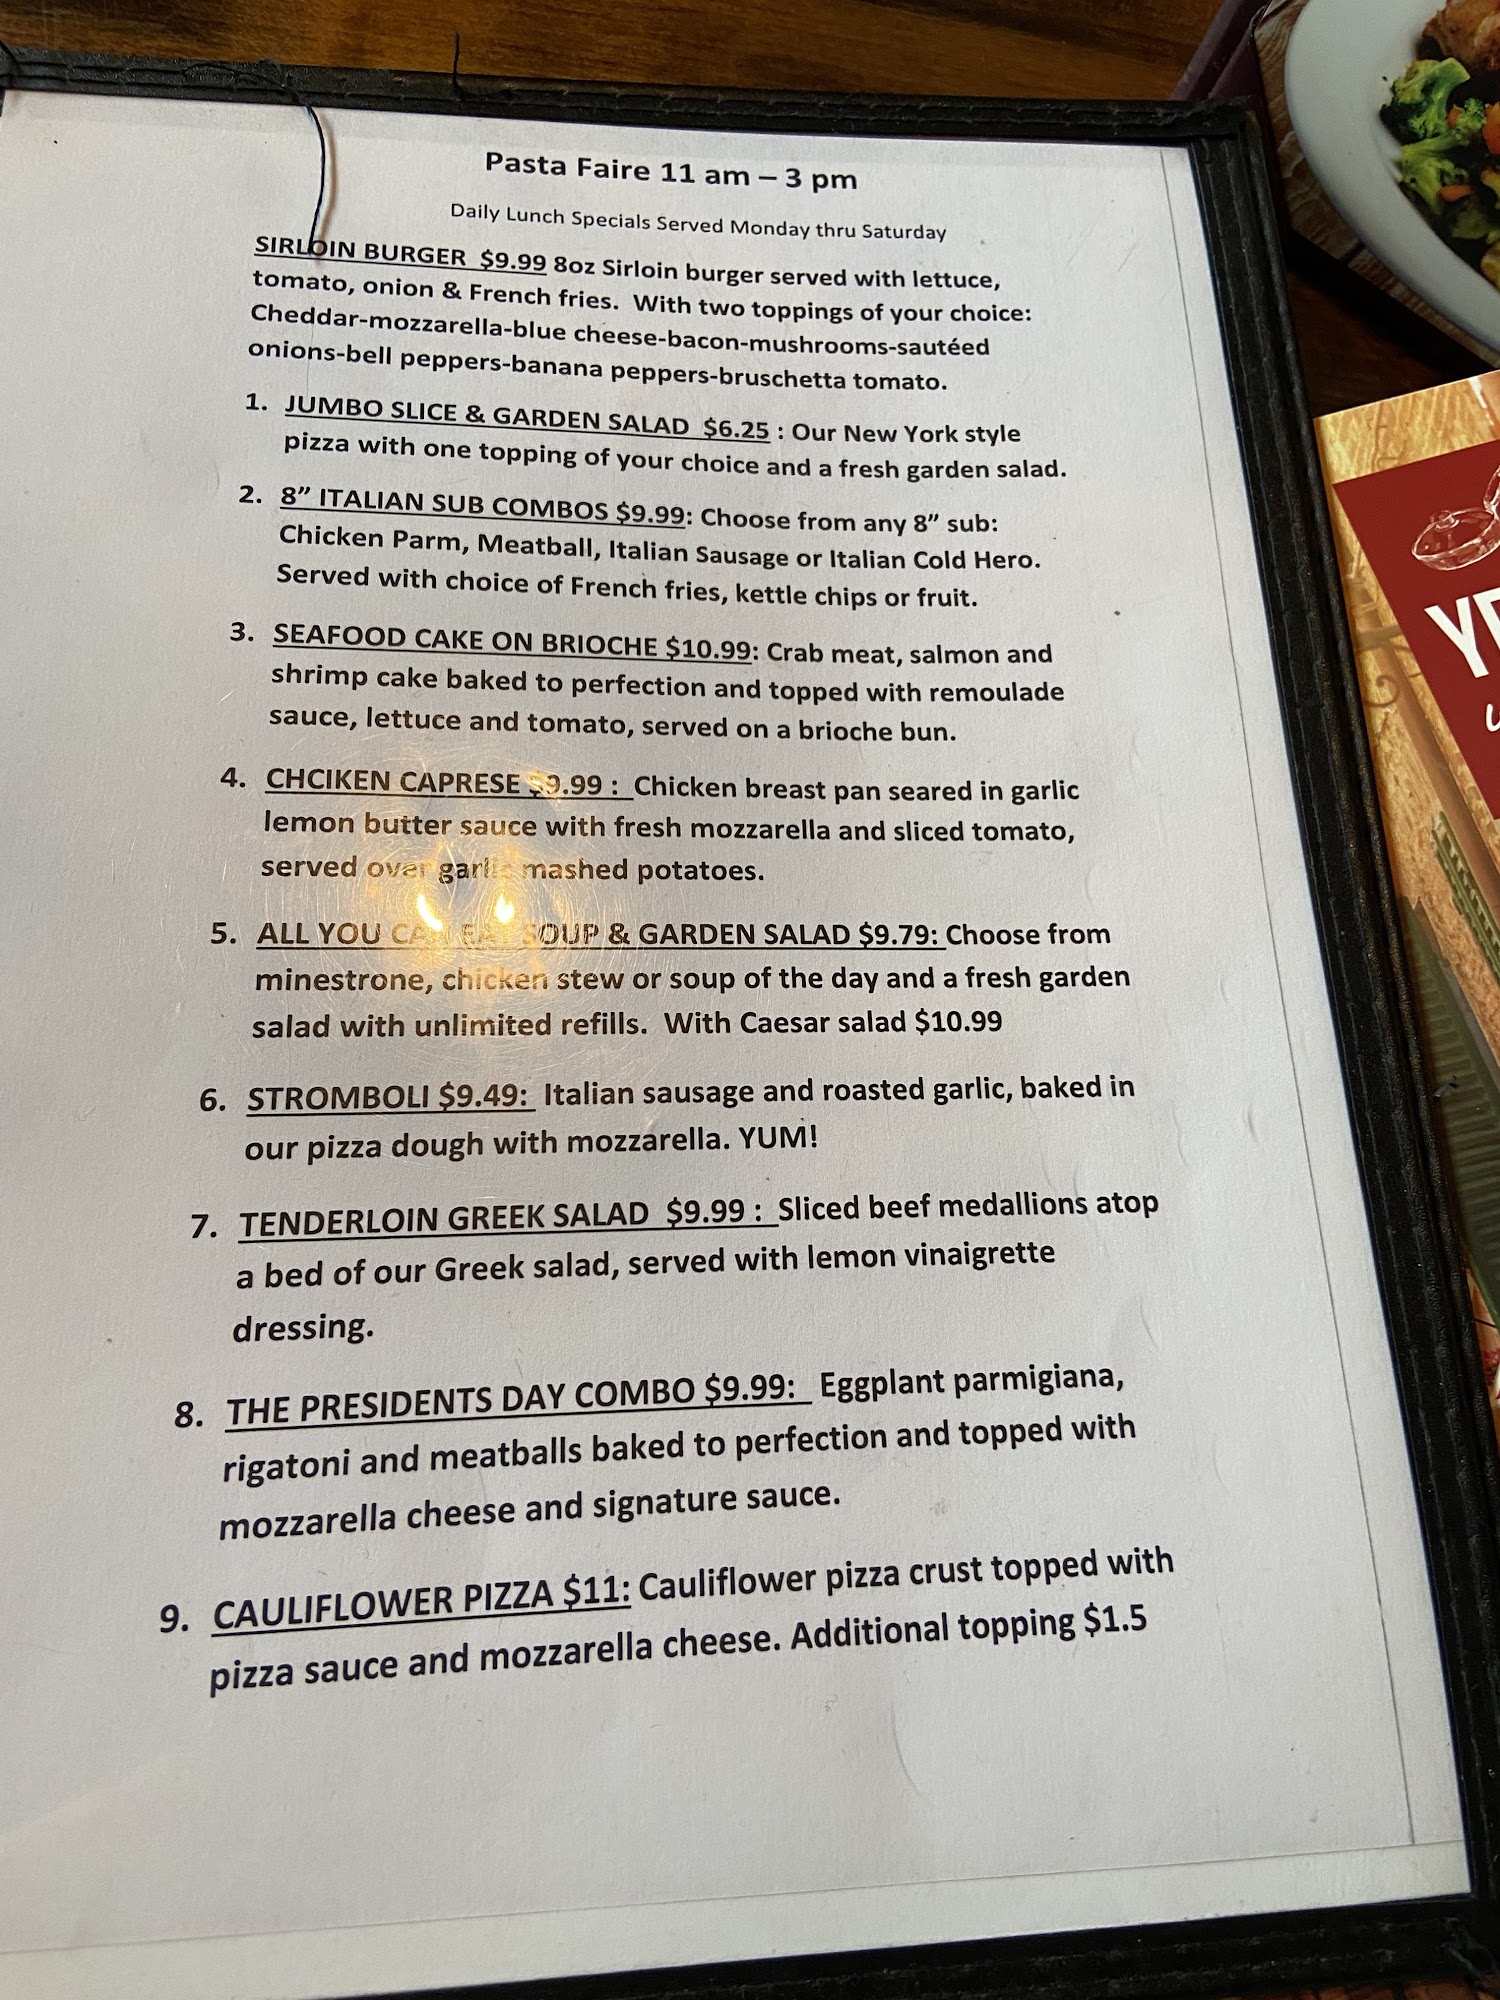 Pasta Faire 11 am – 3 pm
Daily Lunch Specials Served Monday thru Saturday
SIRLOIN BURGER $9.99 8oz Sirloin burger served with lettuce,
tomato, onion & French fries. With two toppings of your choice:
Cheddar-mozzarella-blue cheese-bacon-mushrooms-sautéed
onions-bell peppers-banana peppers-bruschetta tomato.
1. JUMBO SLICE & GARDEN SALAD $6.25 : Our New York style
pizza with one topping of your choice and a fresh garden salad.
2. 8” ITALIAN SUB COMBOS $9.99: Choose from any 8” sub:
Chicken Parm, Meatball, Italian Sausage or Italian Cold Hero.
Served with choice of French fries, kettle chips or fruit.
3. SEAFOOD CAKE ON BRIOCHE $10.99: Crab meat, salmon and
shrimp cake baked to perfection and topped with remoulade
sauce, lettuce and tomato, served on a brioche bun.
4. CHCIKEN CAPRESE $9.99 : Chicken breast pan seared in garlic
lemon butter sauce with fresh mozzarella and sliced tomato,
served over garlic mashed potatoes.
5. ALL YOU CAN EAT SOUP & GARDEN SALAD $9.79: Choose from
minestrone, chicken stew or soup of the day and a fresh garden
salad with unlimited refills. With Caesar salad $10.99
6. STROMBOLI $9.49: Italian sausage and roasted garlic, baked in
our pizza dough with mozzarella. YUM!
7. TENDERLOIN GREEK SALAD $9.99 : Sliced beef medallions atop
a bed of our Greek salad, served with lemon vinaigrette
dressing.
8. THE PRESIDENTS DAY COMBO $9.99: Eggplant parmigiana,
rigatoni and meatballs baked to perfection and topped with
mozzarella cheese and signature sauce.
9. CAULIFLOWER PIZZA $11: Cauliflower pizza crust topped with
pizza sauce and mozzarella cheese. Additional topping $1.5